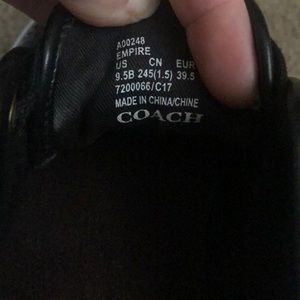 A00248
EMPIRE
US CN EUR
9.5B 245(1.5) 39.5
7200066/C17
MADE IN CHINA/CHINE
COACH